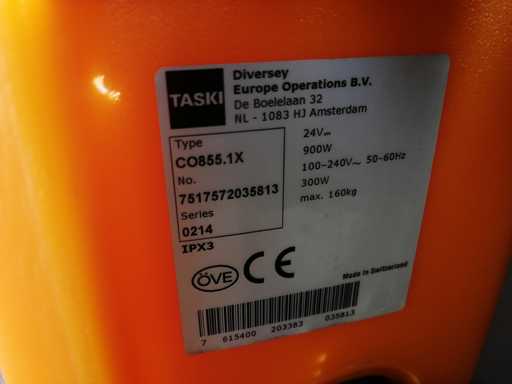 TASKI
Diversey
Europe Operations B.V.
De Boelelaan 32
NL - 1083 HJ Amsterdam
Type
CO855.1X
No.
7517572035813
Series
0214
IPX3
24V⎓
900W
100-240V~ 50-60Hz
300W
max. 160kg
ÖVE CE
Made in Switzerland
7 615400 203383 035813